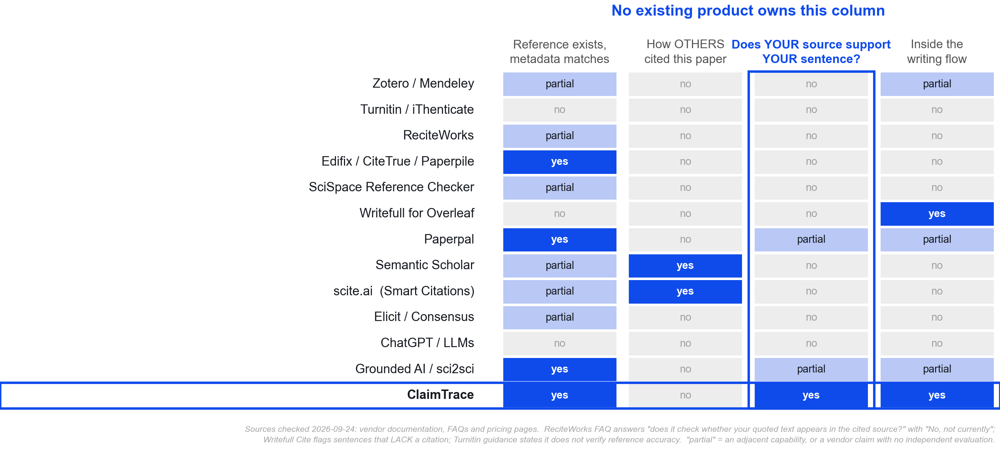 No existing product owns this column
Reference exists, How OTHERS Does YOUR source support Inside the
metadata matches cited this paper YOUR sentence? writing flow
Zotero / Mendeley partial no no partial
Turnitin / iThenticate no no no no
ReciteWorks partial no no no
Edifix / CiteTrue / Paperpile yes no no no
SciSpace Reference Checker partial no no no
Writefull for Overleaf no no no yes
Paperpal yes no partial partial
Semantic Scholar partial yes no no
scite.ai (Smart Citations) partial yes no no
Elicit / Consensus partial no no no
ChatGPT / LLMs no no no no
Grounded AI / sci2sci yes no partial partial
ClaimTrace yes no yes yes
Sources checked 2026-09-24: vendor documentation, FAQs and pricing pages. ReciteWorks FAQ answers "does it check whether your quoted text appears in the cited source?" with "No, not currently";
Writefull Cite flags sentences that LACK a citation; Turnitin guidance states it does not verify reference accuracy. "partial" = an adjacent capability, or a vendor claim with no independent evaluation.